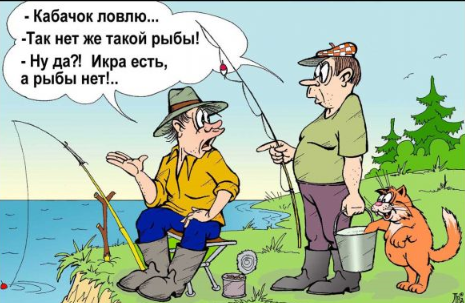 - Кабачок ловлю...
-Так нет же такой рыбы!
- Ну да?! Икра есть,
а рыбы нет!..